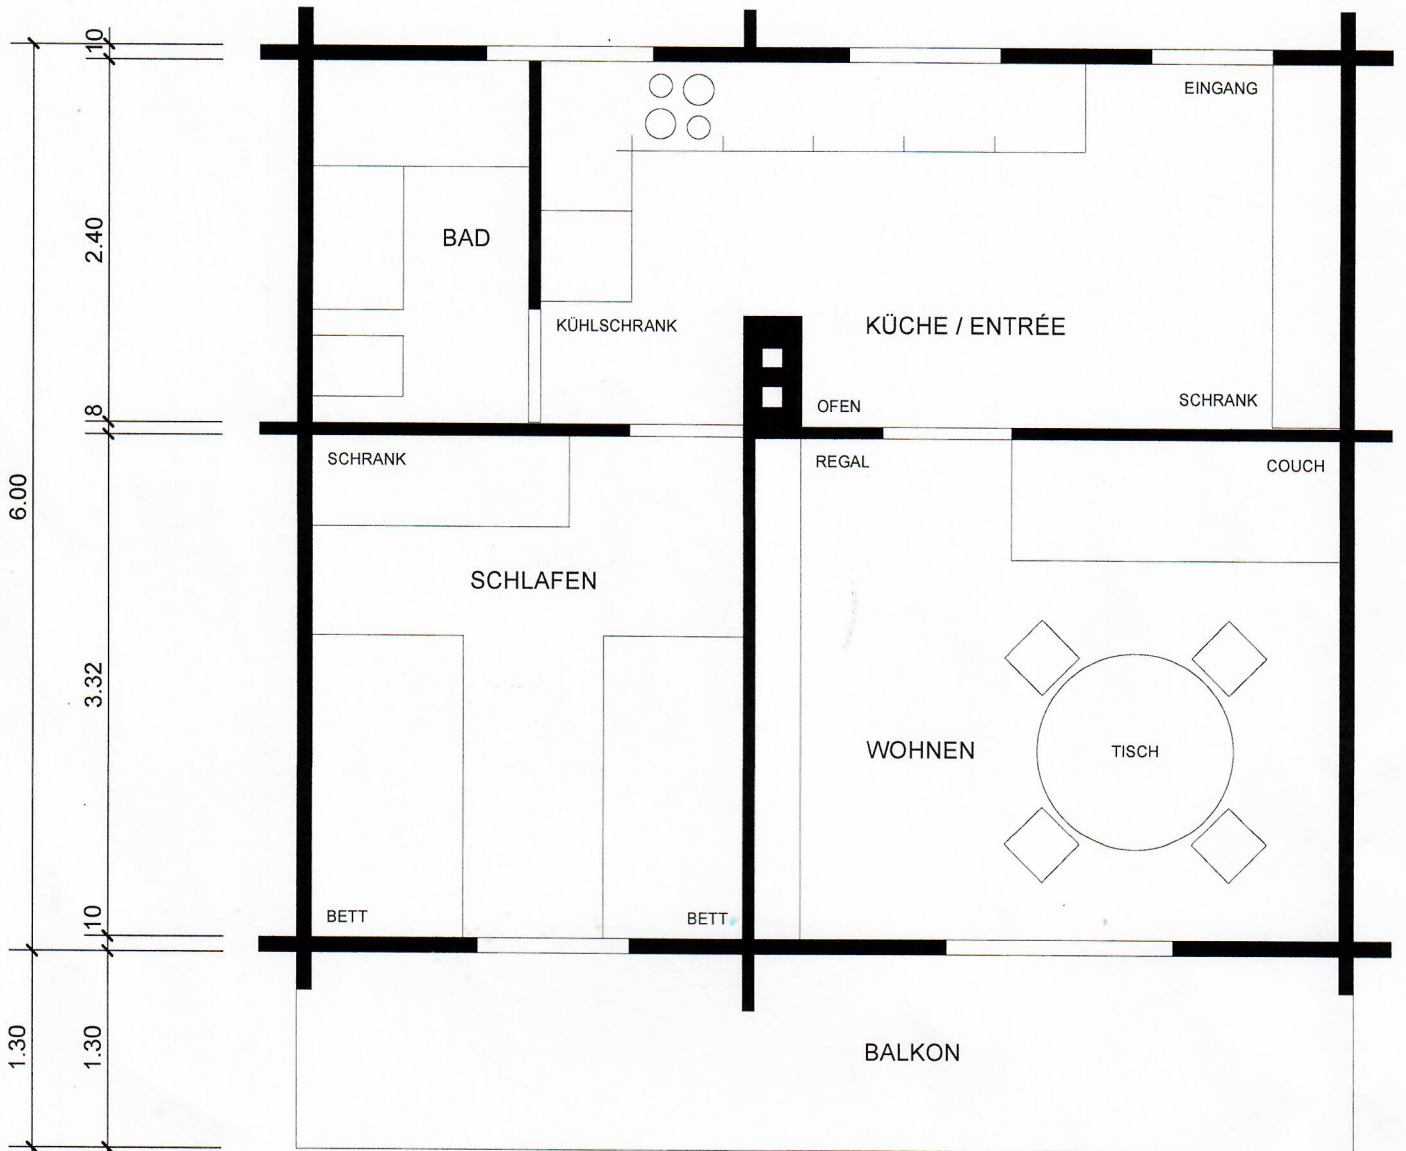 10
EINGANG
2.40
BAD
KÜHLSCHRANK
KÜCHE / ENTRÉE
8
OFEN
SCHRANK
SCHRANK
REGAL
COUCH
6.00
SCHLAFEN
3.32
WOHNEN
TISCH
10
BETT
BETT
1.30
1.30
BALKON